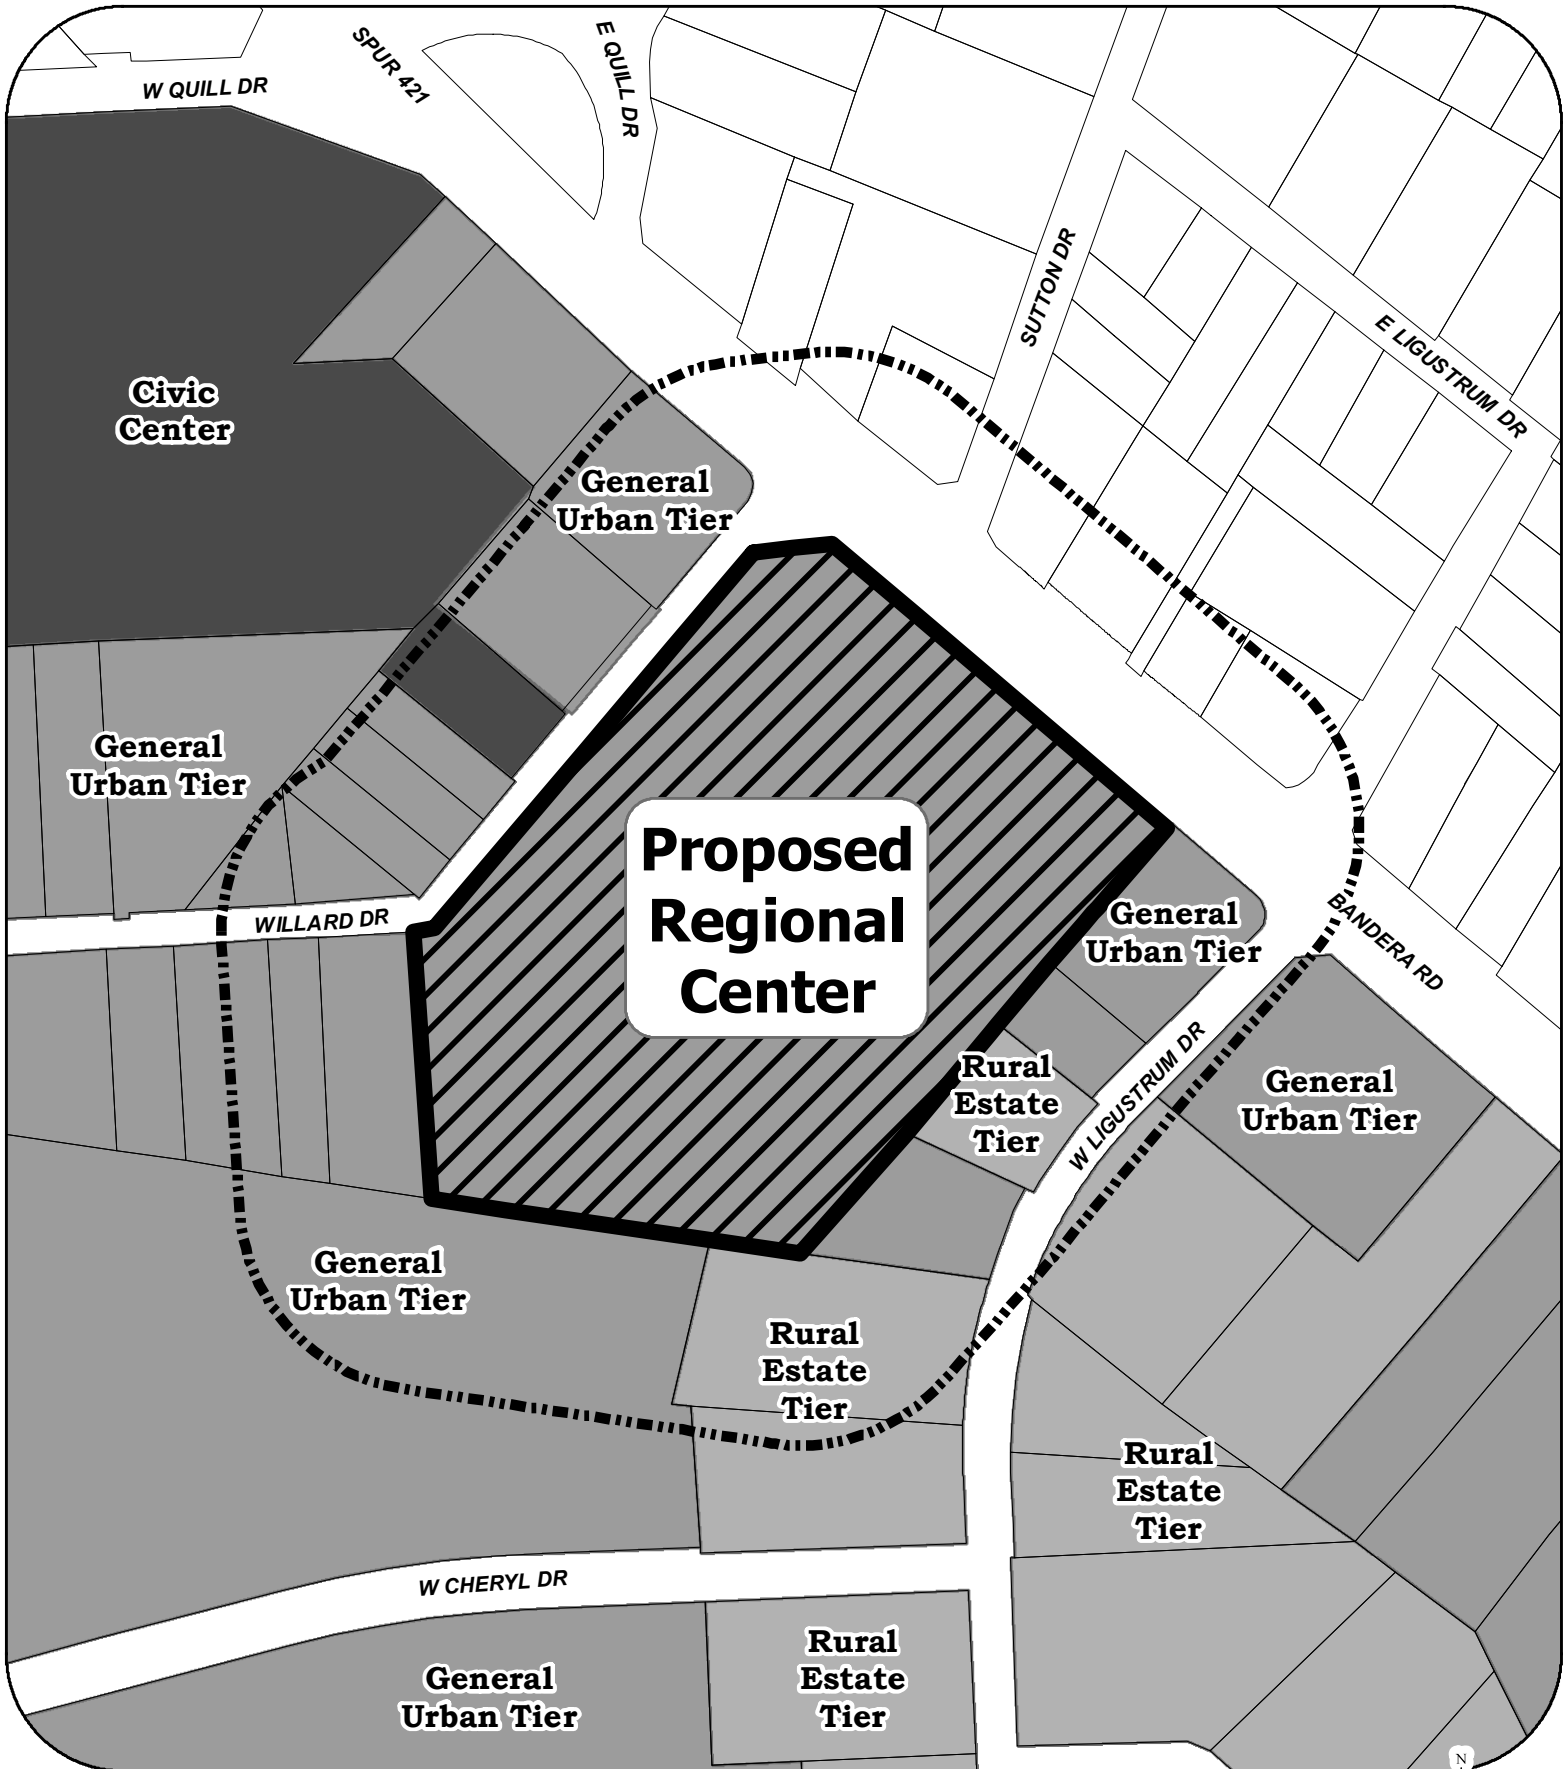 W QUILL DR
SPUR 421
E QUILL DR
SUTTON DR
E LIGUSTRUM DR
Civic
Center
General
Urban Tier
General
Urban Tier
Proposed
Regional
Center
WILLARD DR
General
Urban Tier
BANDERA RD
Rural
Estate
Tier
W LIGUSTRUM DR
General
Urban Tier
General
Urban Tier
Rural
Estate
Tier
Rural
Estate
Tier
W CHERYL DR
General
Urban Tier
Rural
Estate
Tier
N